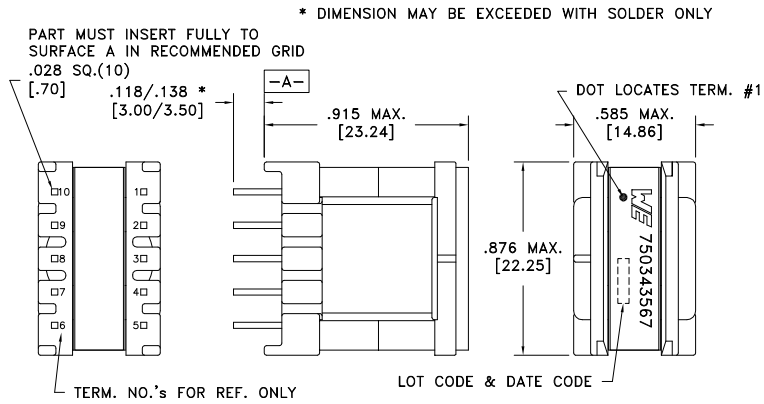 * DIMENSION MAY BE EXCEEDED WITH SOLDER ONLY
PART MUST INSERT FULLY TO
SURFACE A IN RECOMMENDED GRID
.028 SQ.(10)
[.70]
.118/.138 *
[3.00/3.50]
-A-
.915 MAX.
[23.24]
DOT LOCATES TERM. #1
.585 MAX.
[14.86]
10 1
9 2
8 3
7 4
6 5
.876 MAX.
[22.25]
WE 750343567
TERM. NO.'s FOR REF. ONLY
LOT CODE & DATE CODE